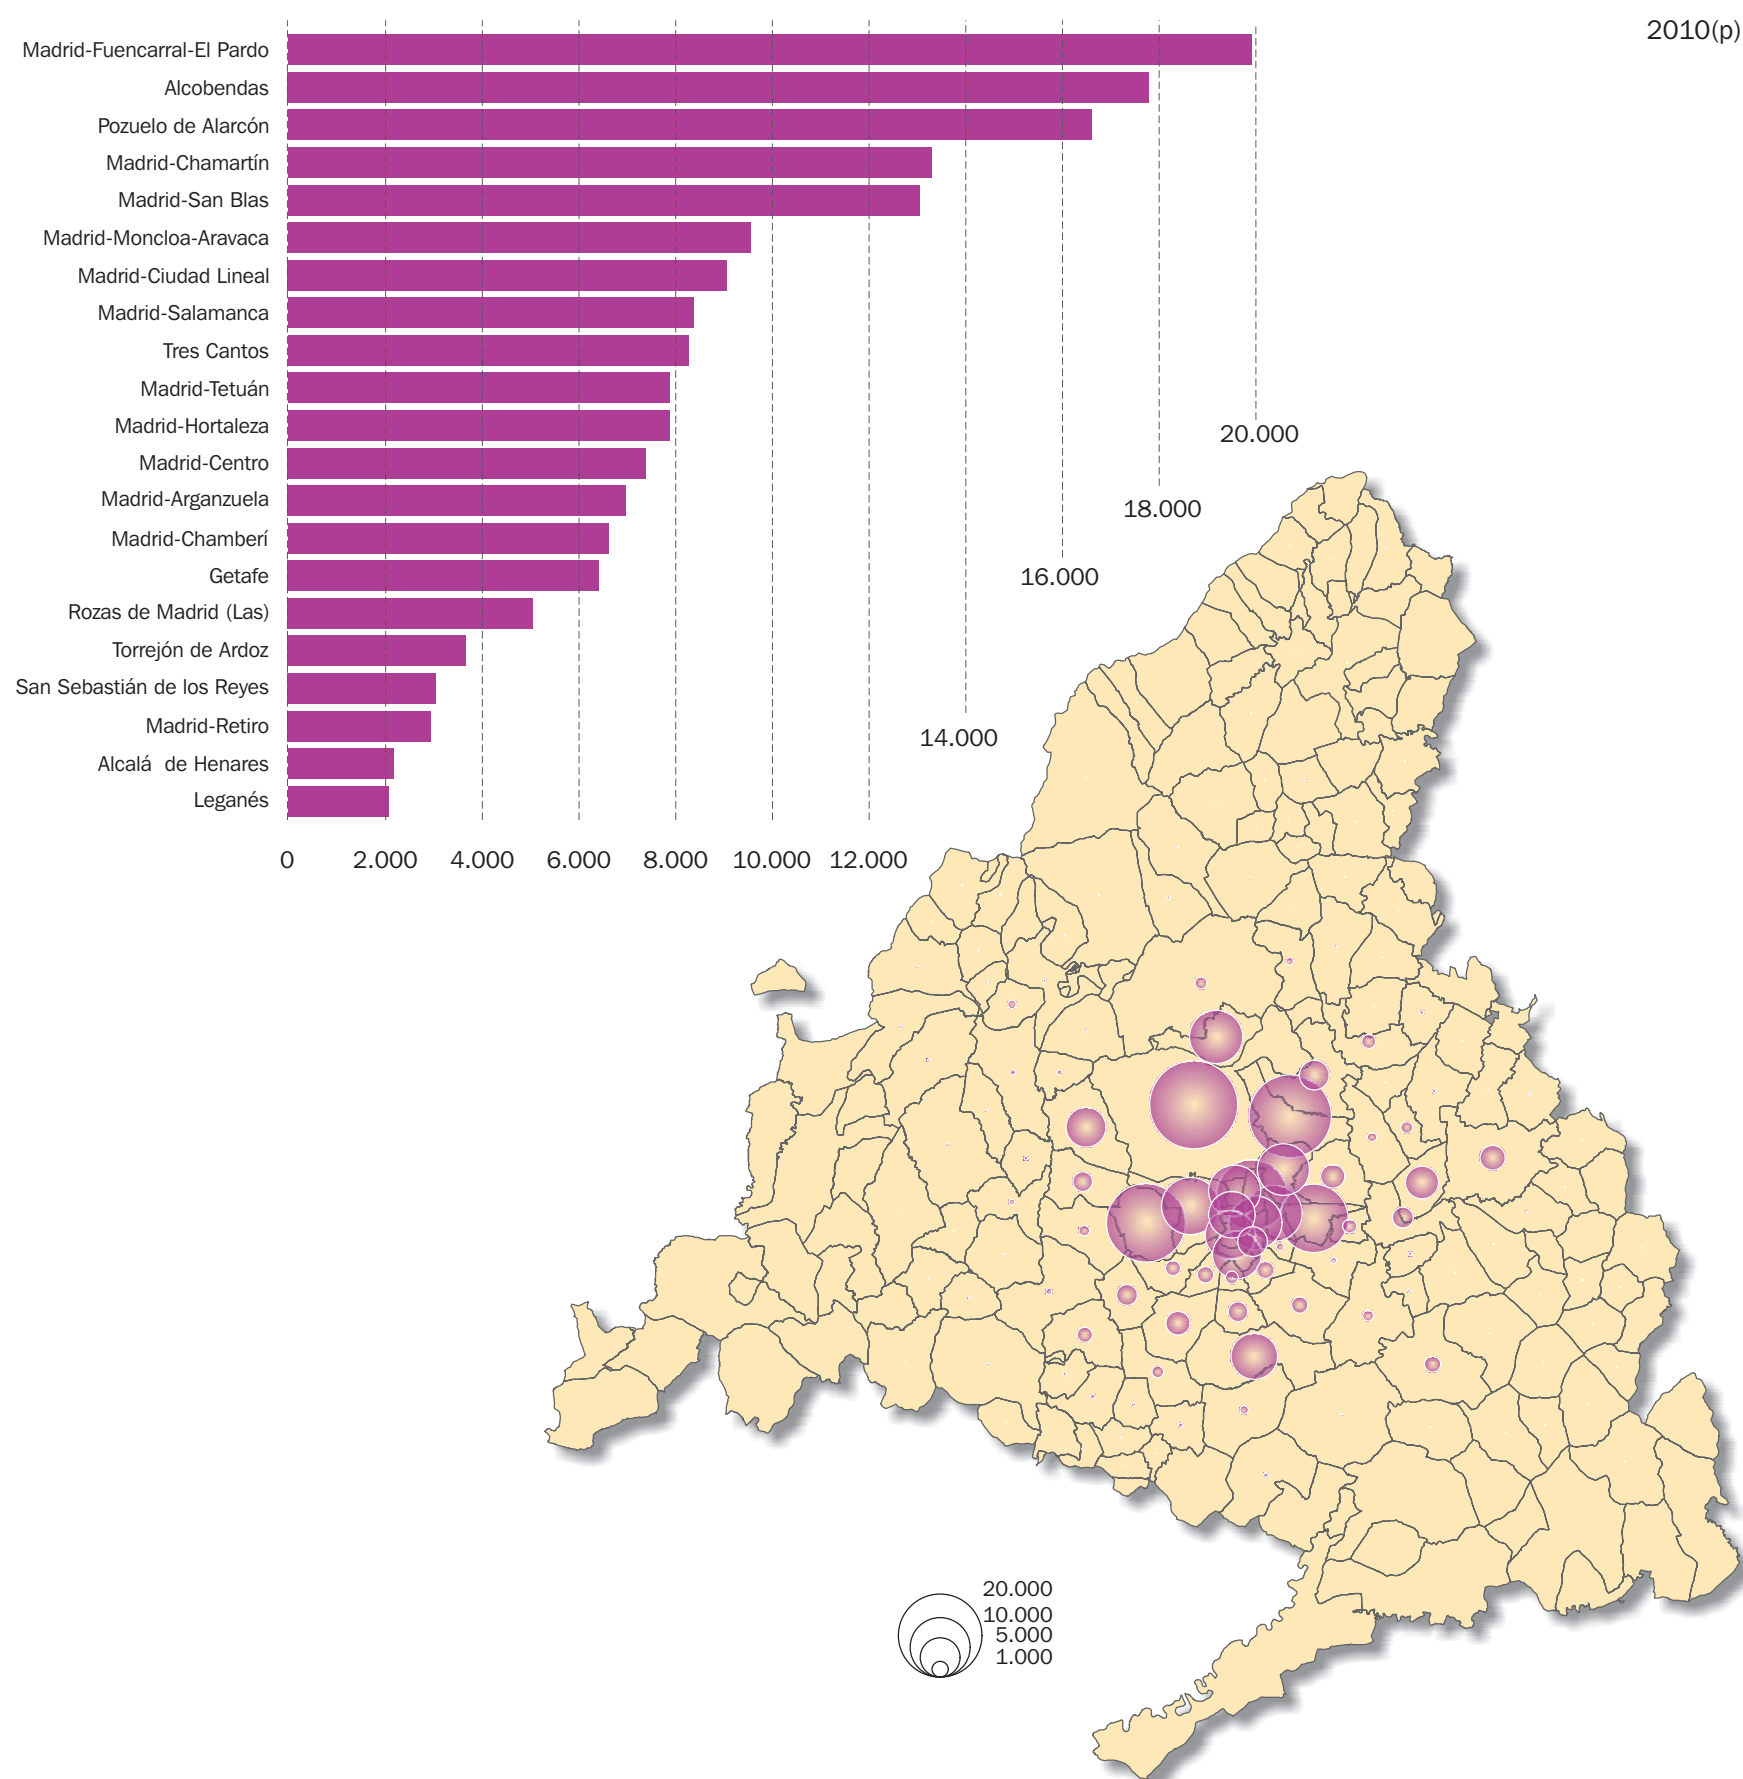 2010(p)
Madrid-Fuencarral-El Pardo
Alcobendas
Pozuelo de Alarcón
Madrid-Chamartín
Madrid-San Blas
Madrid-Moncloa-Aravaca
Madrid-Ciudad Lineal
Madrid-Salamanca
Tres Cantos
Madrid-Tetuán
Madrid-Hortaleza
Madrid-Centro
Madrid-Arganzuela
Madrid-Chamberí
Getafe
Rozas de Madrid (Las)
Torrejón de Ardoz
San Sebastián de los Reyes
Madrid-Retiro
Alcalá  de Henares
Leganés
0 2.000 4.000 6.000 8.000 10.000 12.000
14.000
16.000
18.000
20.000
20.000
10.000
5.000
1.000